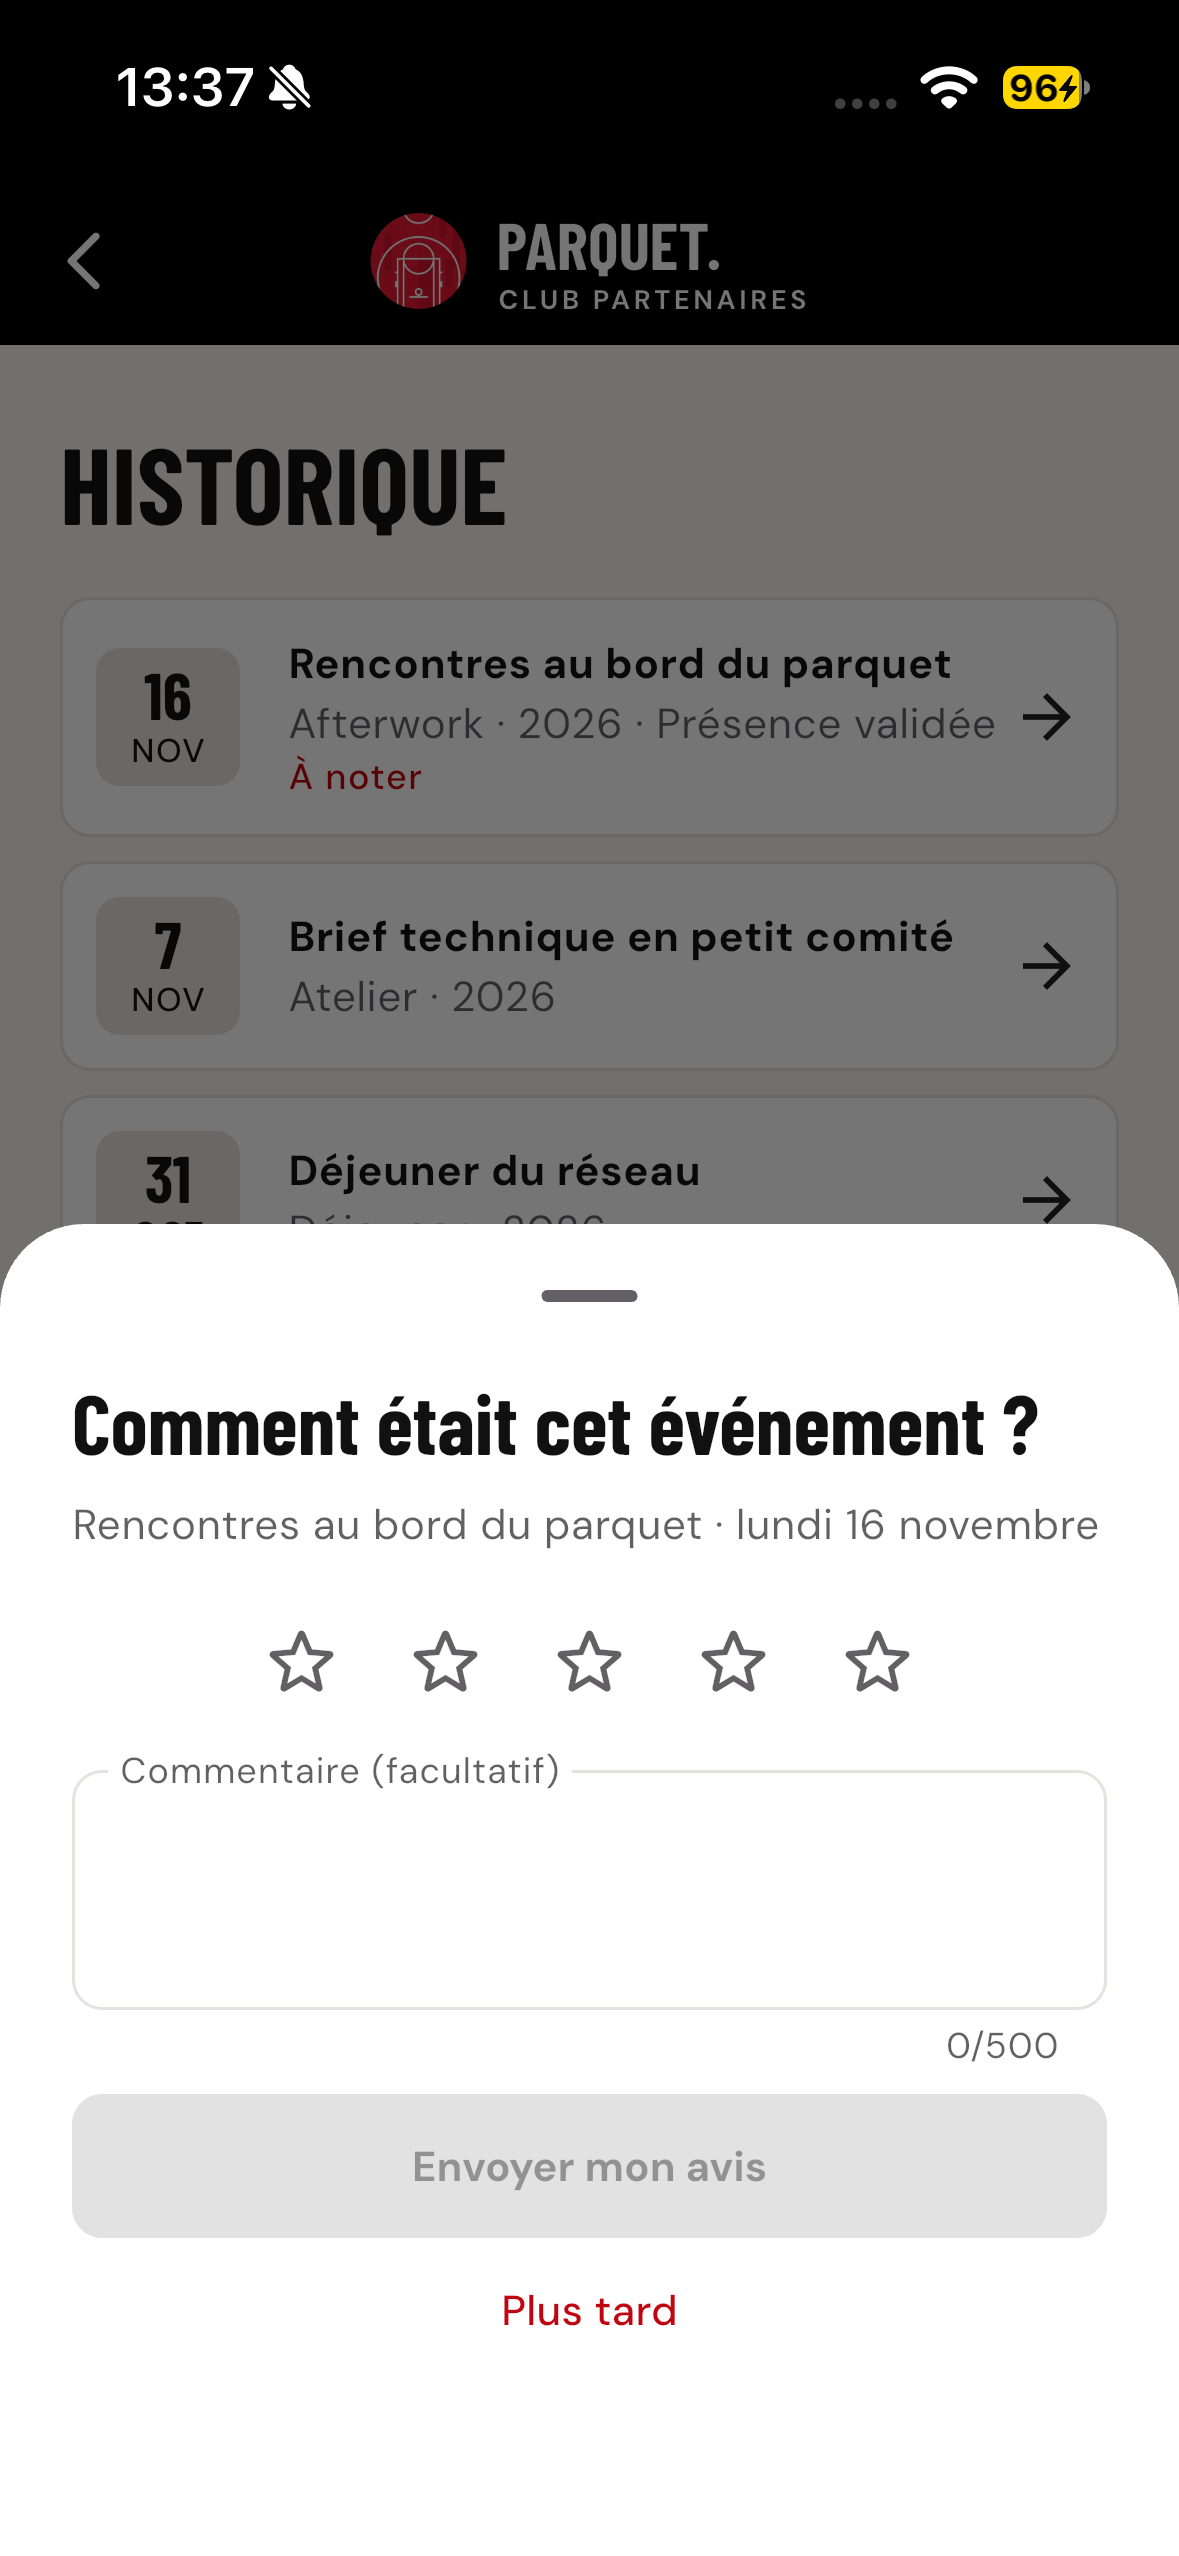 13:37
96
PARQUET.
CLUB PARTENAIRES
HISTORIQUE
16
NOV
Rencontres au bord du parquet
Afterwork · 2026 · Présence validée
À noter
7
NOV
Brief technique en petit comité
Atelier · 2026
31
Déjeuner du réseau
Déjeuner · 2026
Comment était cet événement ?
Rencontres au bord du parquet · lundi 16 novembre
Commentaire (facultatif)
0/500
Envoyer mon avis
Plus tard